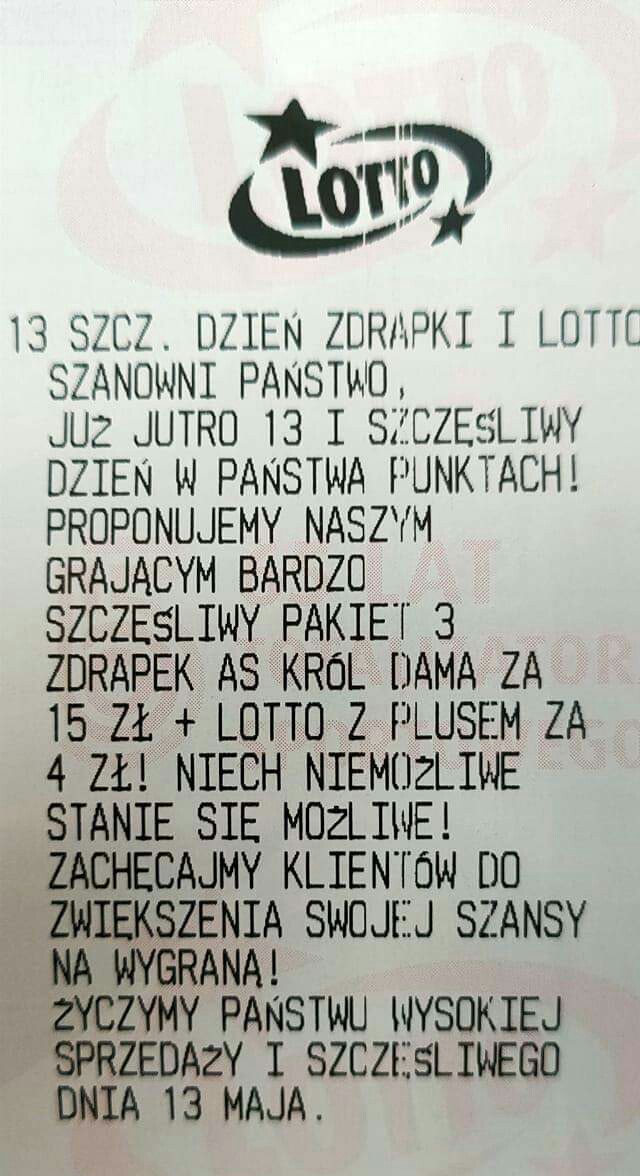 LOTTO
13 SZCZ. DZIEŃ ZDRAPKI I LOTTO
SZANOWNI PAŃSTWO,
JUŻ JUTRO 13 I SZCZĘŚLIWY
DZIEŃ W PAŃSTWA PUNKTACH!
PROPONUJEMY NASZYM
GRAJĄCYM BARDZO
SZCZĘŚLIWY PAKIET 3
ZDRAPEK AS KRÓL DAMA ZA
15 ZŁ + LOTTO Z PLUSEM ZA
4 ZŁ! NIECH NIEMOŻLIWE
STANIE SIĘ MOŻLIWE!
ZACHĘCAJMY KLIENTÓW DO
ZWIĘKSZENIA SWOJEJ SZANSY
NA WYGRANĄ!
ŻYCZYMY PAŃSTWU WYSOKIEJ
SPRZEDAŻY I SZCZĘŚLIWEGO
DNIA 13 MAJA.